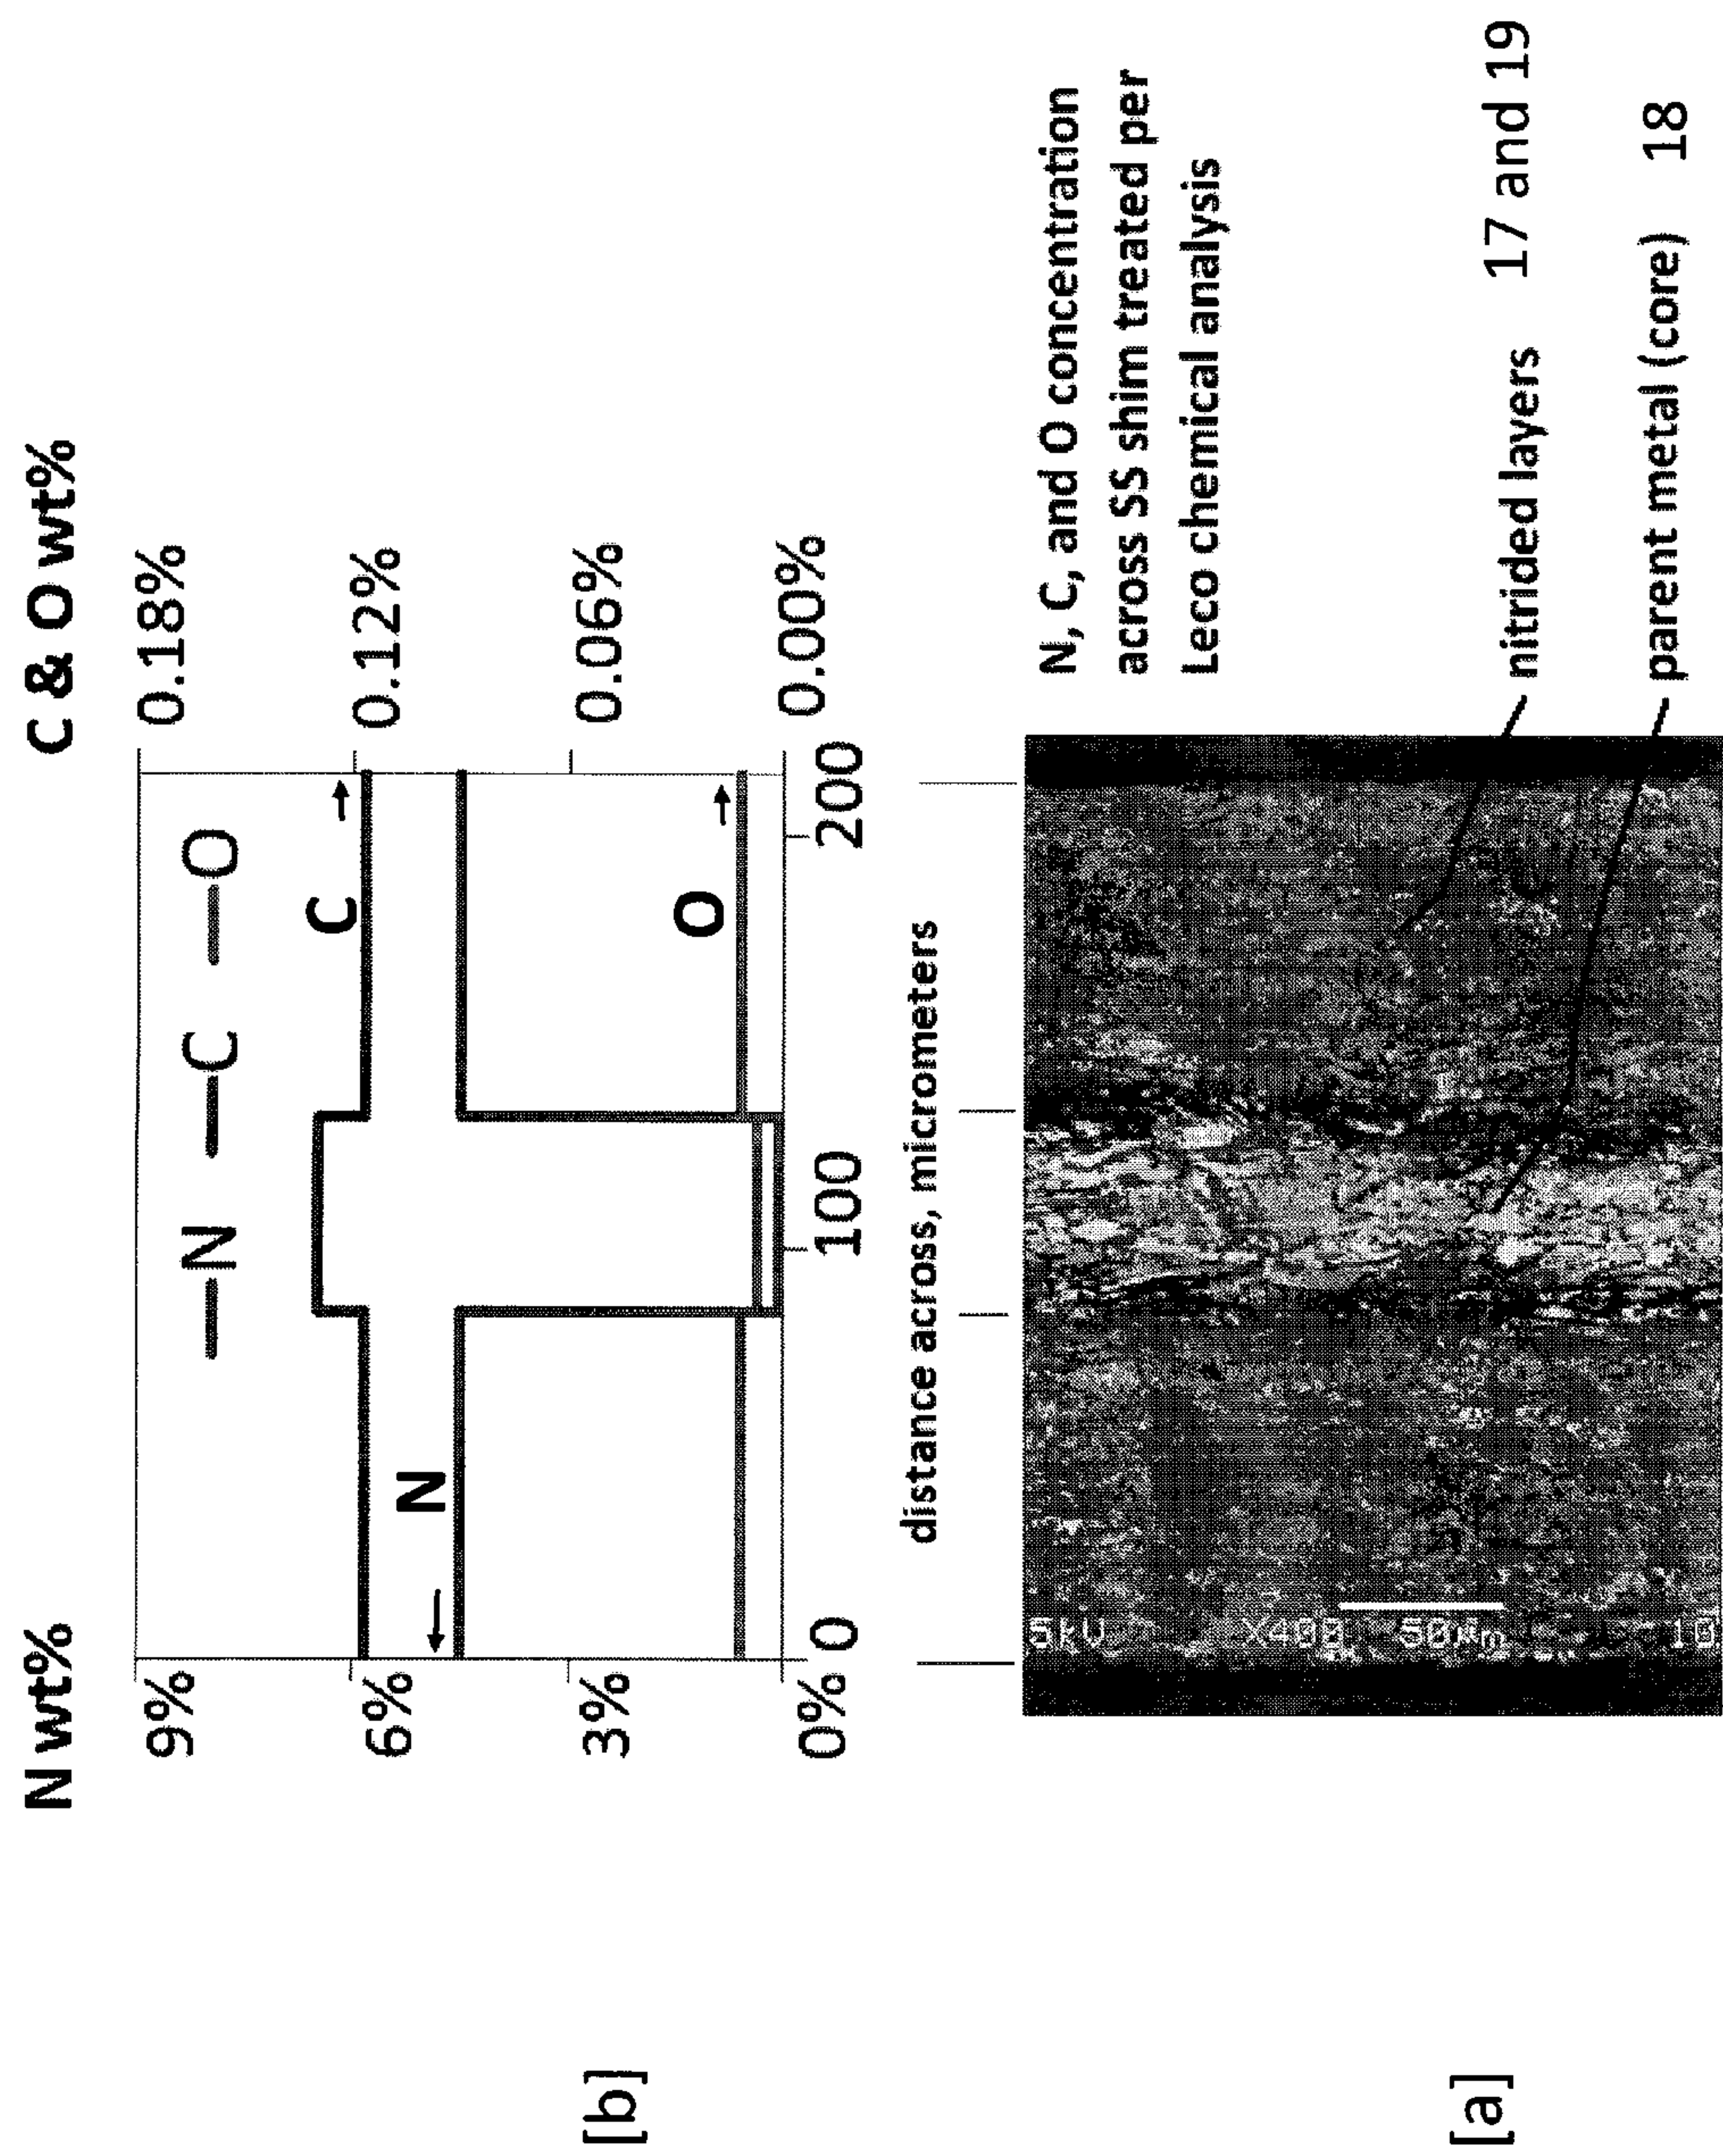 N wt%
C & O wt%
9%
6%
3%
0%
0.18%
0.12%
0.06%
0.00%
N
C
O
C
N
O
0
100
200
distance across, micrometers
[b]
N, C, and O concentration
across SS shim treated per
Leco chemical analysis
nitrided layers 17 and 19
parent metal (core) 18
5kV X400 50µm 10
[a]